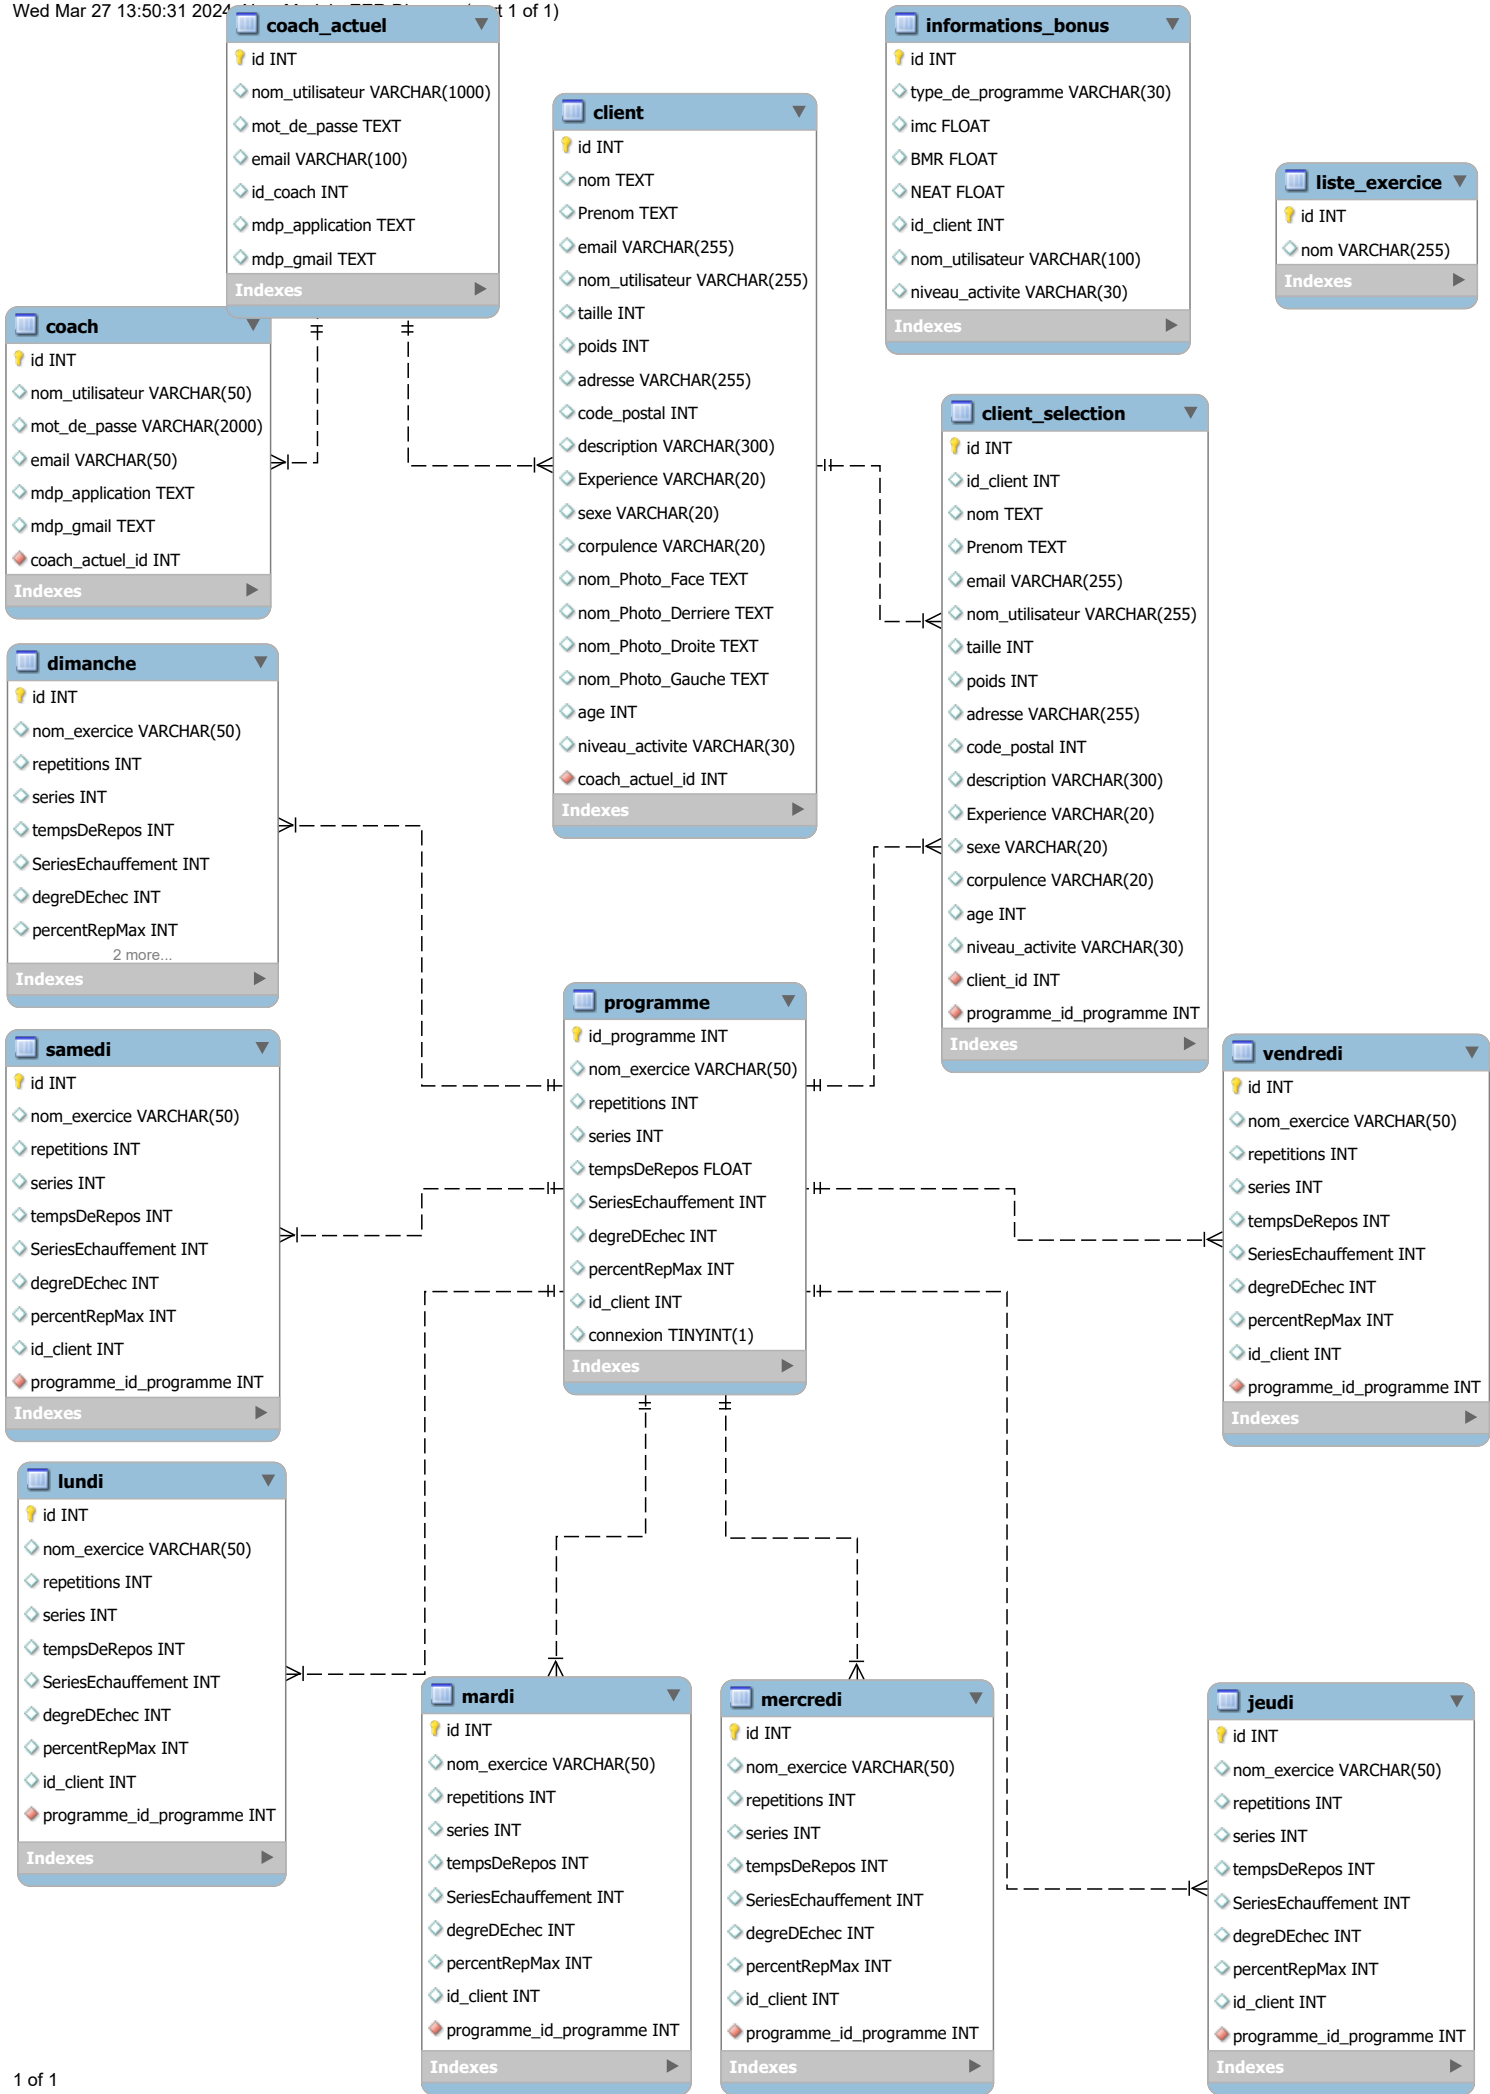 Wed Mar 27 13:50:31 2024
t 1 of 1)
coach_actuel
id INT
nom_utilisateur VARCHAR(1000)
mot_de_passe TEXT
email VARCHAR(100)
id_coach INT
mdp_application TEXT
mdp_gmail TEXT
Indexes
informations_bonus
id INT
type_de_programme VARCHAR(30)
imc FLOAT
BMR FLOAT
NEAT FLOAT
id_client INT
nom_utilisateur VARCHAR(100)
niveau_activite VARCHAR(30)
Indexes
client
id INT
nom TEXT
Prenom TEXT
email VARCHAR(255)
nom_utilisateur VARCHAR(255)
taille INT
poids INT
adresse VARCHAR(255)
code_postal INT
description VARCHAR(300)
Experience VARCHAR(20)
sexe VARCHAR(20)
corpulence VARCHAR(20)
nom_Photo_Face TEXT
nom_Photo_Derriere TEXT
nom_Photo_Droite TEXT
nom_Photo_Gauche TEXT
age INT
niveau_activite VARCHAR(30)
coach_actuel_id INT
Indexes
liste_exercice
id INT
nom VARCHAR(255)
Indexes
coach
id INT
nom_utilisateur VARCHAR(50)
mot_de_passe VARCHAR(2000)
email VARCHAR(50)
mdp_application TEXT
mdp_gmail TEXT
coach_actuel_id INT
Indexes
client_selection
id INT
id_client INT
nom TEXT
Prenom TEXT
email VARCHAR(255)
nom_utilisateur VARCHAR(255)
taille INT
poids INT
adresse VARCHAR(255)
code_postal INT
description VARCHAR(300)
Experience VARCHAR(20)
sexe VARCHAR(20)
corpulence VARCHAR(20)
age INT
niveau_activite VARCHAR(30)
client_id INT
programme_id_programme INT
Indexes
dimanche
id INT
nom_exercice VARCHAR(50)
repetitions INT
series INT
tempsDeRepos INT
SeriesEchauffement INT
degreDEchec INT
percentRepMax INT
2 more...
Indexes
programme
id_programme INT
nom_exercice VARCHAR(50)
repetitions INT
series INT
tempsDeRepos FLOAT
SeriesEchauffement INT
degreDEchec INT
percentRepMax INT
id_client INT
connexion TINYINT(1)
Indexes
samedi
id INT
nom_exercice VARCHAR(50)
repetitions INT
series INT
tempsDeRepos INT
SeriesEchauffement INT
degreDEchec INT
percentRepMax INT
id_client INT
programme_id_programme INT
Indexes
vendredi
id INT
nom_exercice VARCHAR(50)
repetitions INT
series INT
tempsDeRepos INT
SeriesEchauffement INT
degreDEchec INT
percentRepMax INT
id_client INT
programme_id_programme INT
Indexes
lundi
id INT
nom_exercice VARCHAR(50)
repetitions INT
series INT
tempsDeRepos INT
SeriesEchauffement INT
degreDEchec INT
percentRepMax INT
id_client INT
programme_id_programme INT
Indexes
mardi
id INT
nom_exercice VARCHAR(50)
repetitions INT
series INT
tempsDeRepos INT
SeriesEchauffement INT
degreDEchec INT
percentRepMax INT
id_client INT
programme_id_programme INT
Indexes
mercredi
id INT
nom_exercice VARCHAR(50)
repetitions INT
series INT
tempsDeRepos INT
SeriesEchauffement INT
degreDEchec INT
percentRepMax INT
id_client INT
programme_id_programme INT
Indexes
jeudi
id INT
nom_exercice VARCHAR(50)
repetitions INT
series INT
tempsDeRepos INT
SeriesEchauffement INT
degreDEchec INT
percentRepMax INT
id_client INT
programme_id_programme INT
Indexes
1 of 1